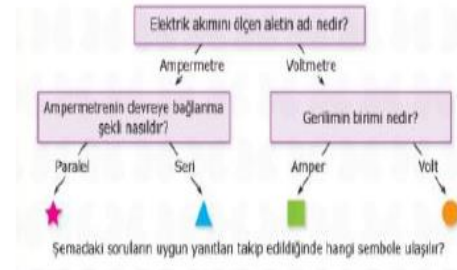 Elektrik akımını ölçen aletin adı nedir?
Ampermetre
Voltmetre
Ampermetrenin devreye bağlanma
şekli nasıldır?
Gerilimin birimi nedir?
Paralel
Seri
Amper
Volt
Şemadaki soruların uygun yanıtları takip edildiğinde hangi sembole ulaşılır?